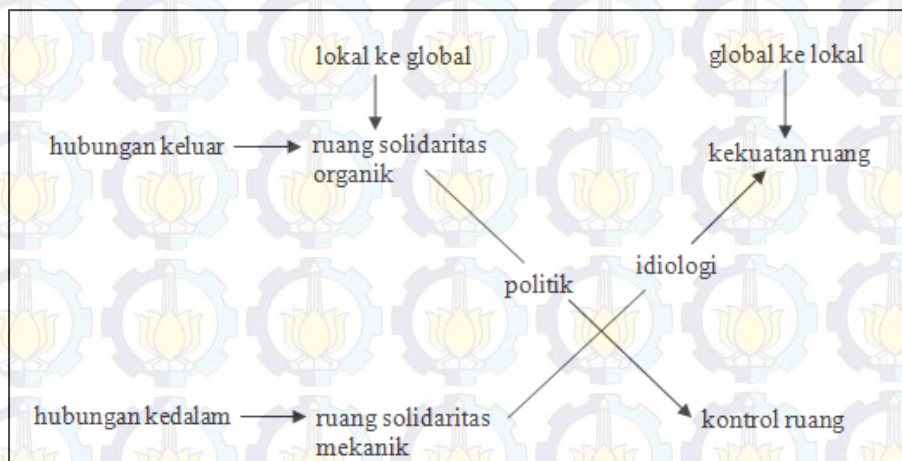 lokal ke global
global ke lokal
hubungan keluar
ruang solidaritas
organik
kekuatan ruang
idiologi
politik
hubungan kedalam
ruang solidaritas
mekanik
kontrol ruang